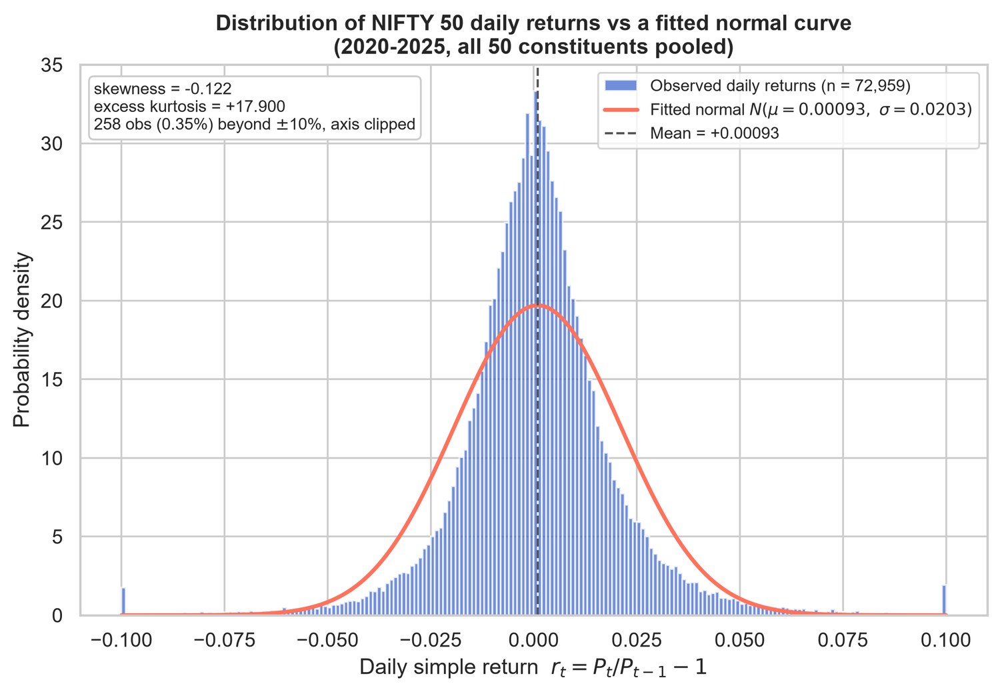 Distribution of NIFTY 50 daily returns vs a fitted normal curve
(2020-2025, all 50 constituents pooled)
skewness = -0.122
excess kurtosis = +17.900
258 obs (0.35%) beyond ±10%, axis clipped
Observed daily returns (n = 72,959)
Fitted normal N(μ = 0.00093, σ = 0.0203)
Mean = +0.00093
Probability density
35
30
25
20
15
10
5
0
−0.100 −0.075 −0.050 −0.025 0.000 0.025 0.050 0.075 0.100
Daily simple return r_t = P_t/P_{t−1} − 1